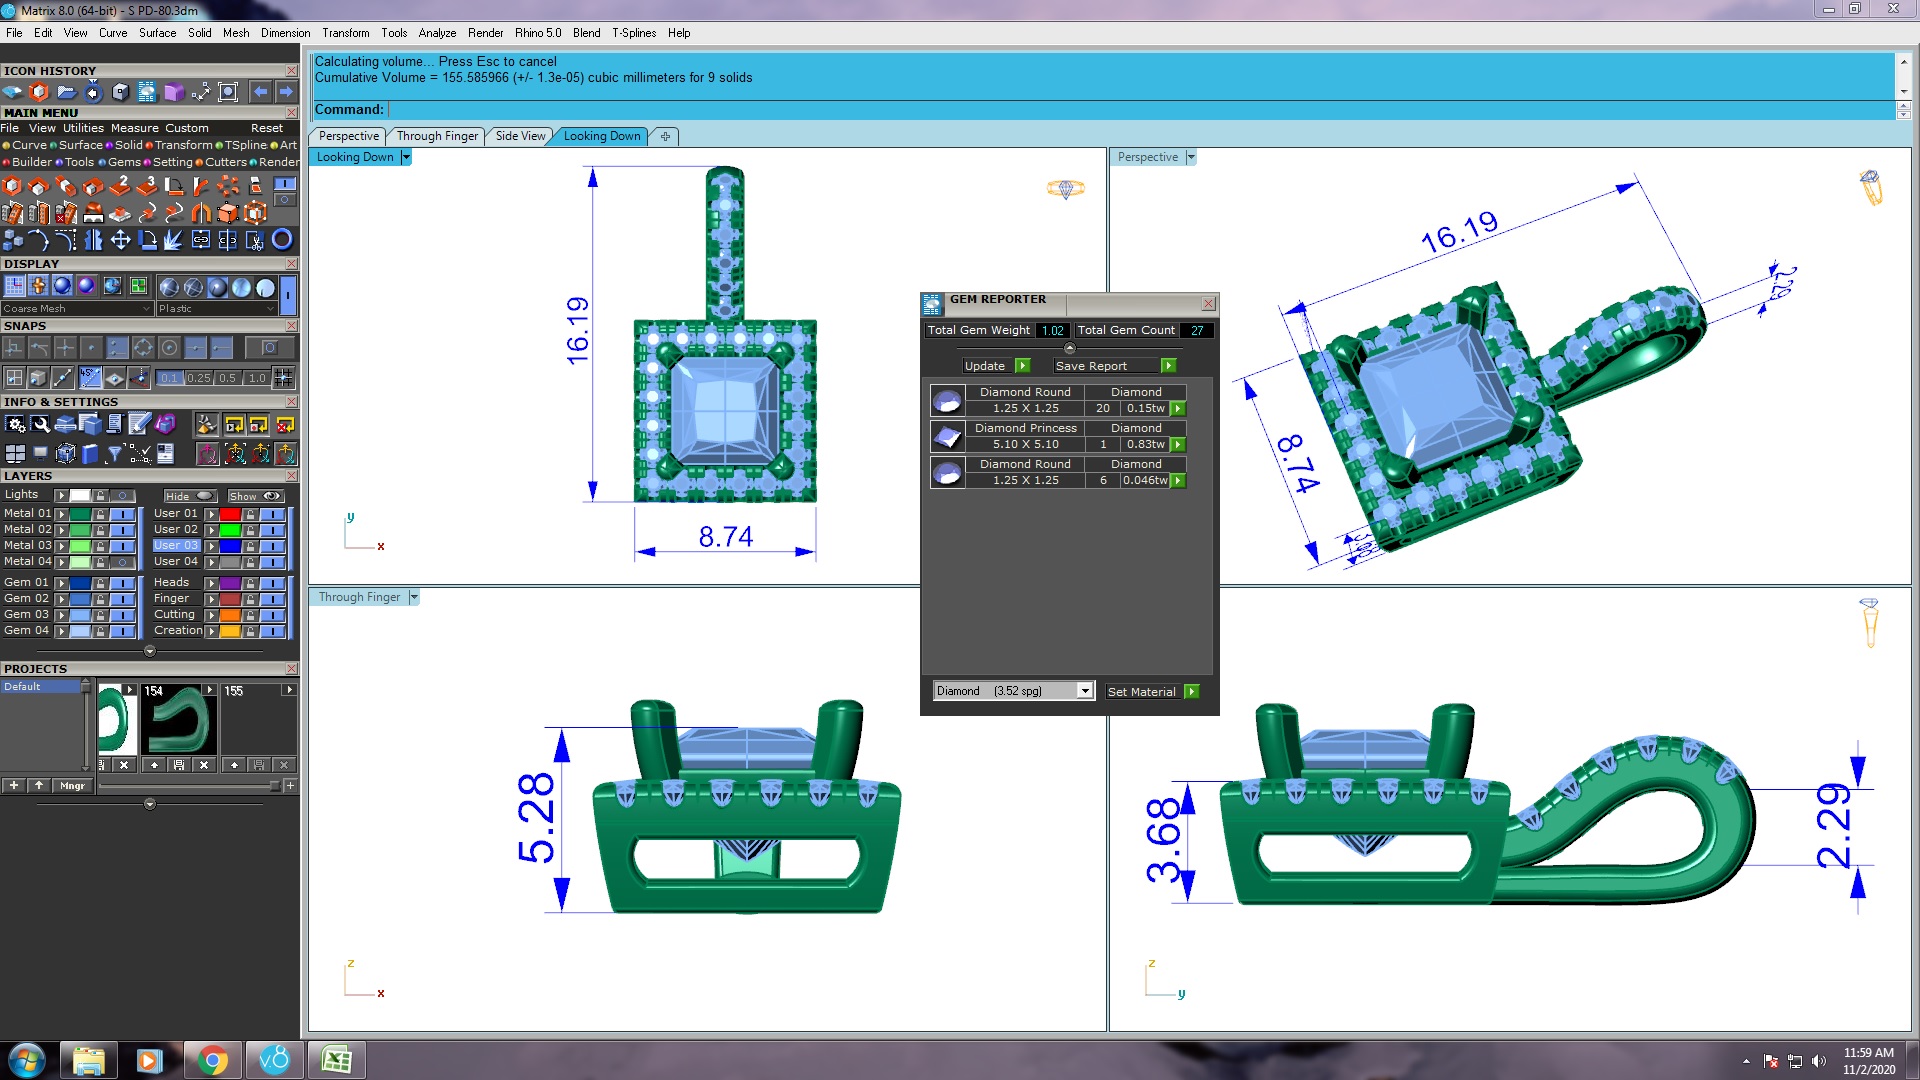 Matrix 8.0 (64-bit) - S PD-80.3dm
File Edit View Curve Surface Solid Mesh Dimension Transform Tools Analyze Render Rhino 5.0 Blend T-Splines Help
Calculating volume... Press Esc to cancel
Cumulative Volume = 155.585966 (+/- 1.3e-05) cubic millimeters for 9 solids
Command:
ICON HISTORY
MAIN MENU
File View Utilities Measure Custom Reset
Curve Surface Solid Transform TSpline Art
Builder Tools Gems Setting Cutters Render
DISPLAY
Coarse Mesh Plastic
SNAPS
45° 0.1 0.25 0.5 1.0
INFO & SETTINGS
LAYERS
Lights Hide Show
Metal 01 User 01
Metal 02 User 02
Metal 03 User 03
Metal 04 User 04
Gem 01 Heads
Gem 02 Finger
Gem 03 Cutting
Gem 04 Creation
PROJECTS
Default 154 155
Mngr
Perspective Through Finger Side View Looking Down
Looking Down
16.19
8.74
y
x
Perspective
16.19
2.29
8.74
3.68
GEM REPORTER
Total Gem Weight 1.02 Total Gem Count 27
Update Save Report
Diamond Round Diamond
1.25 X 1.25 20 0.15tw
Diamond Princess Diamond
5.10 X 5.10 1 0.83tw
Diamond Round Diamond
1.25 X 1.25 6 0.046tw
Diamond (3.52 spg) Set Material
Through Finger
5.28
z
x
3.68
2.29
z
y
v8
11:59 AM
11/2/2020